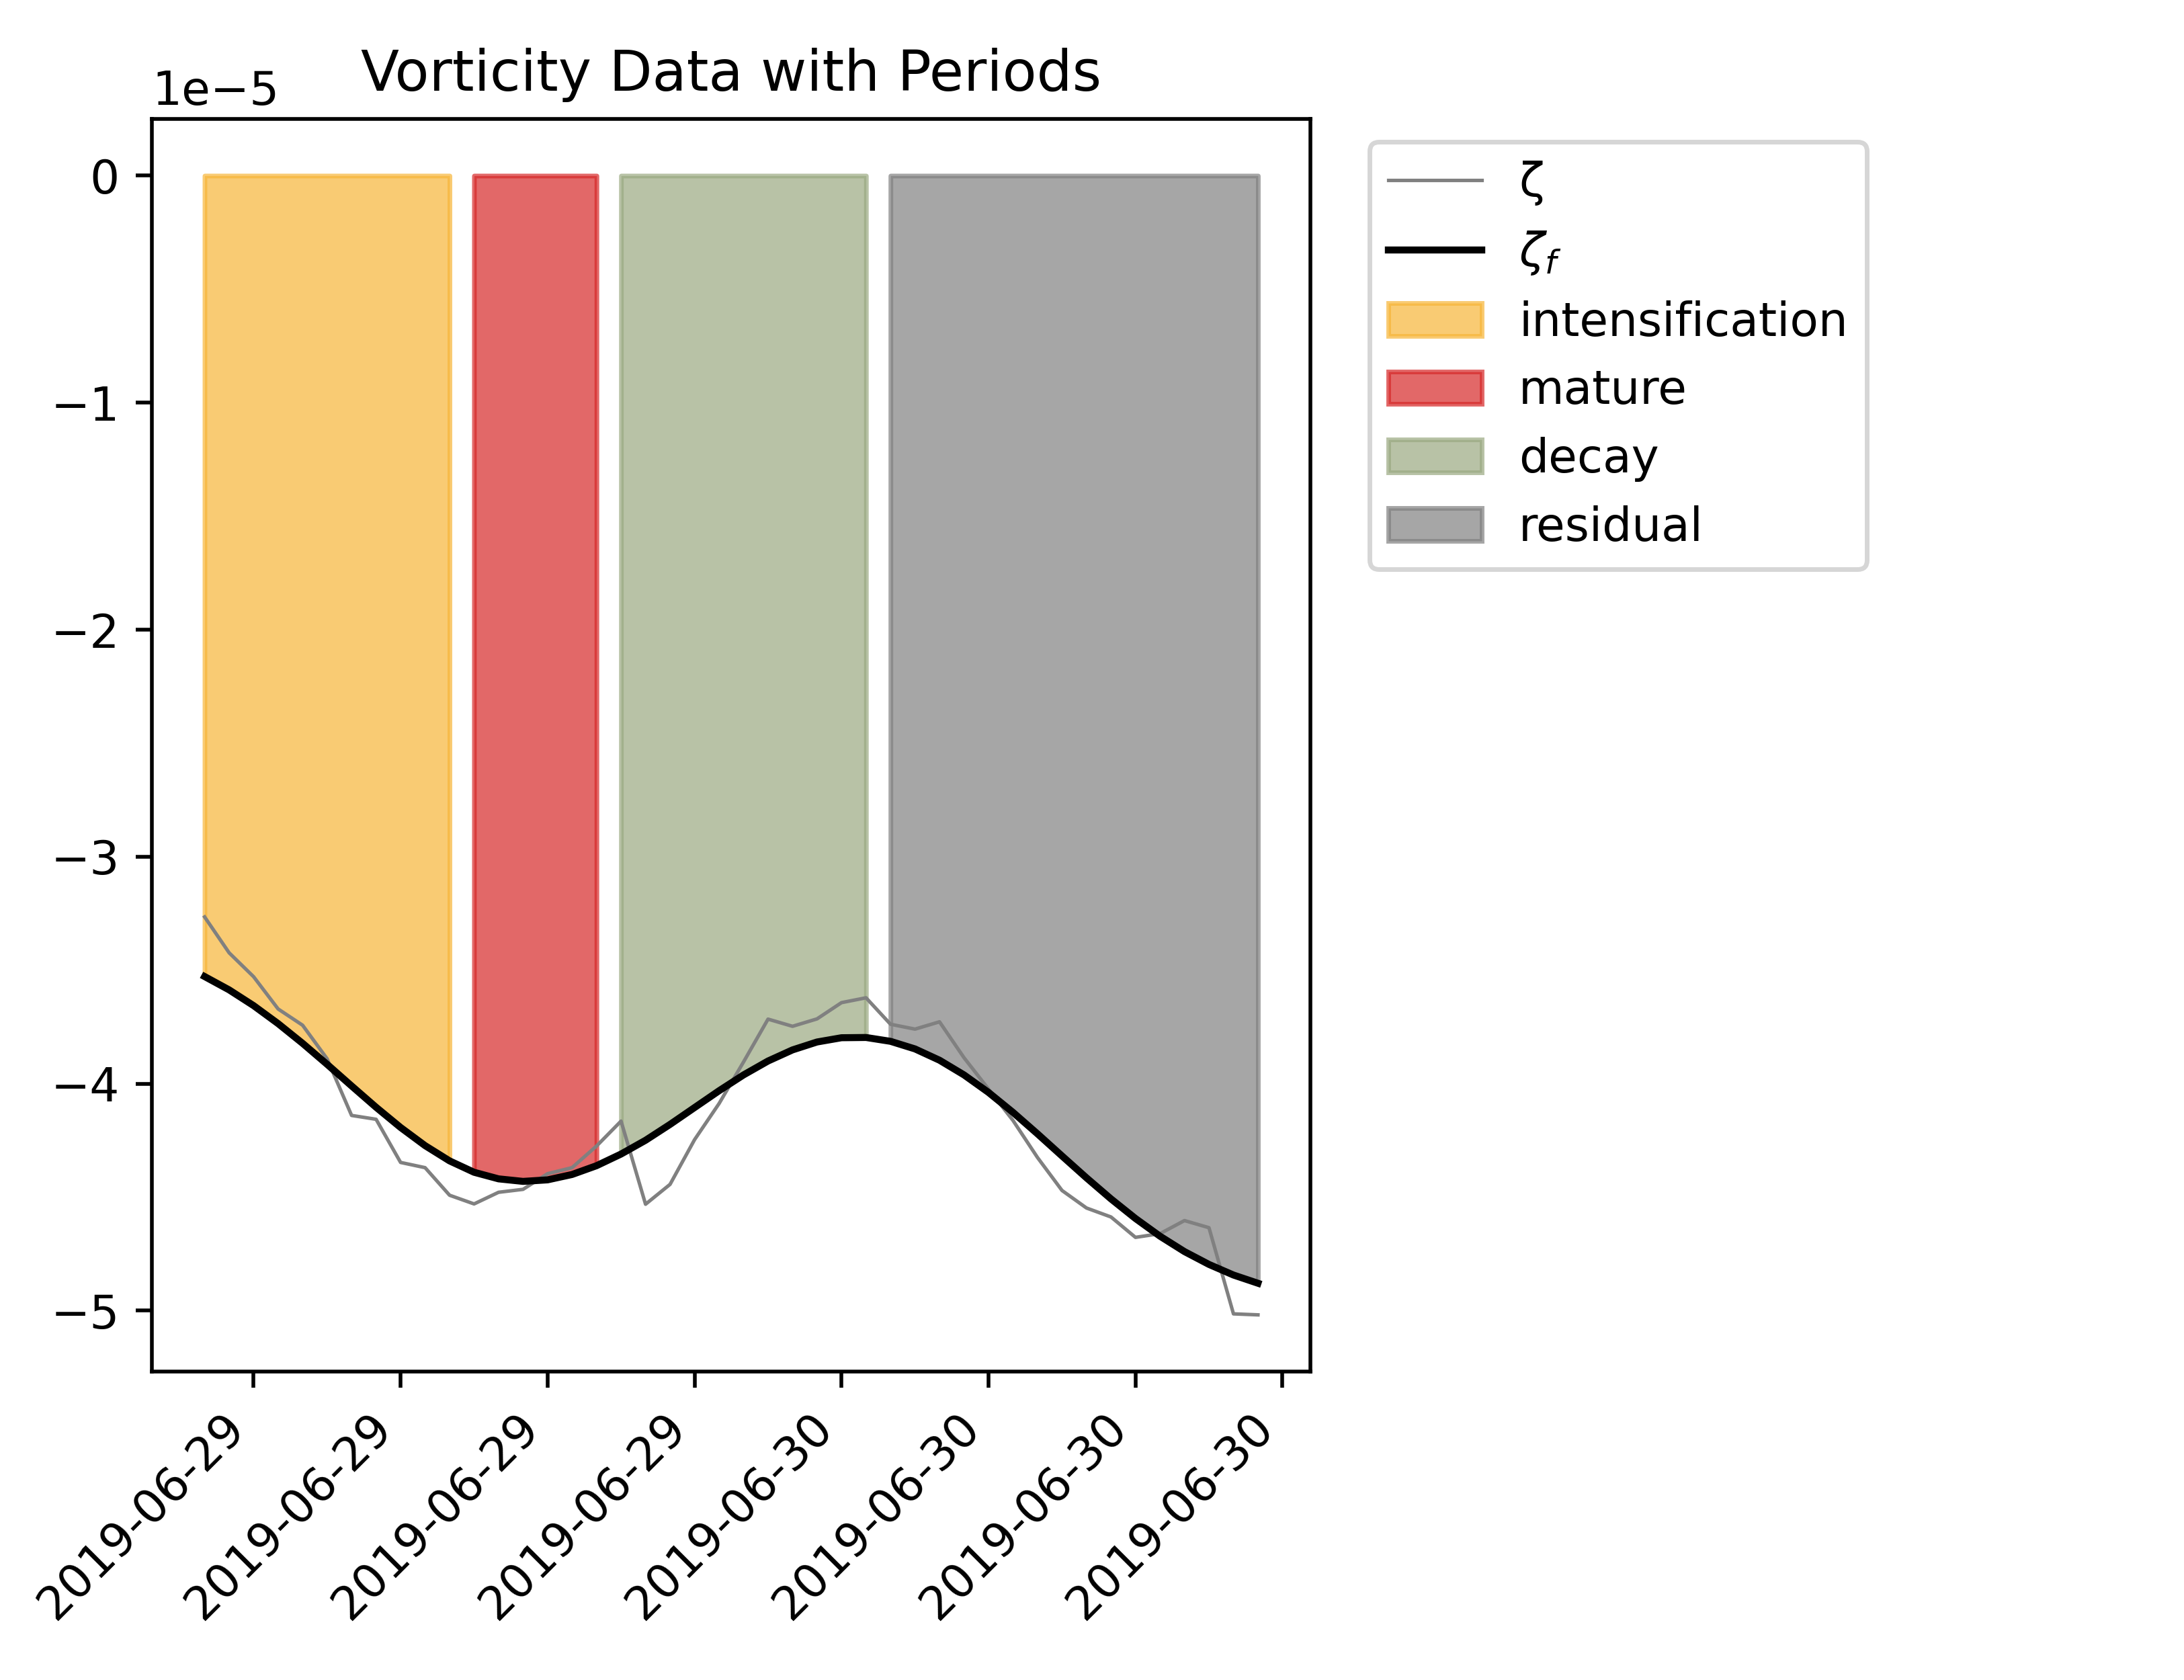 Vorticity Data with Periods
1e−5
0
−1
−2
−3
−4
−5
2019-06-29
2019-06-29
2019-06-29
2019-06-29
2019-06-30
2019-06-30
2019-06-30
2019-06-30
ζ
ζf
intensification
mature
decay
residual